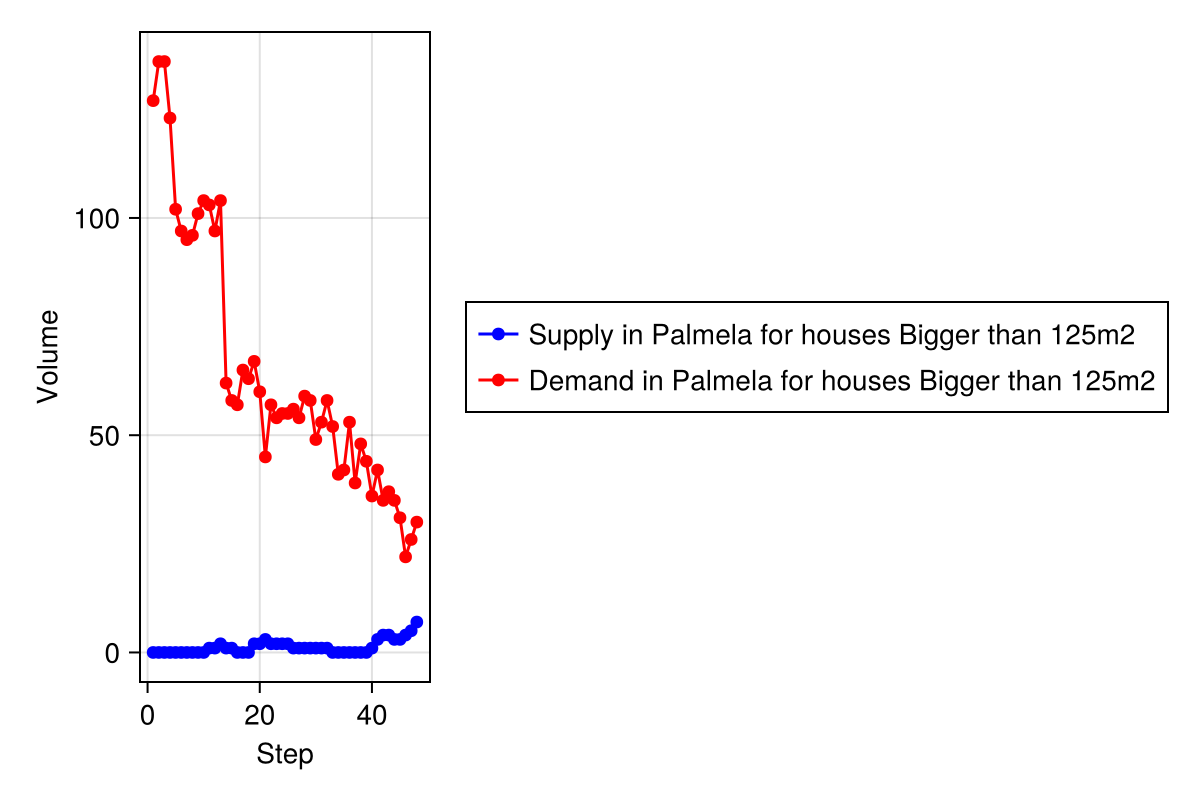 Volume
100
50
0
0 20 40
Step
Supply in Palmela for houses Bigger than 125m2
Demand in Palmela for houses Bigger than 125m2